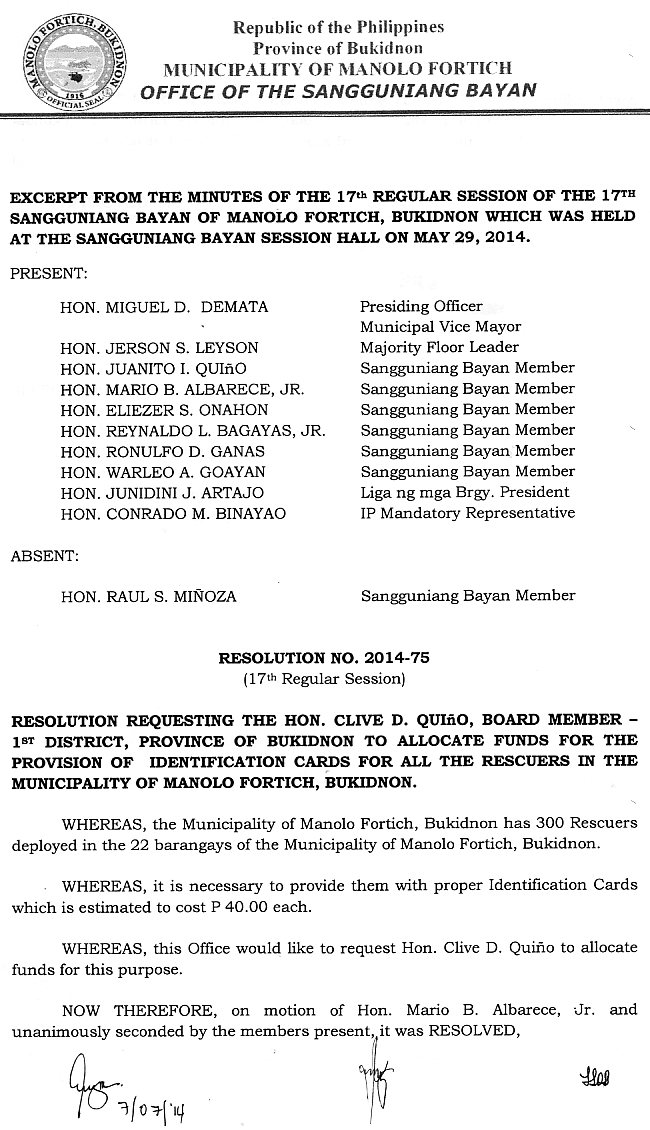 MANOLO FORTICH, BUKIDNON
1916
OFFICIAL SEAL
Republic of the Philippines
Province of Bukidnon
MUNICIPALITY OF MANOLO FORTICH
OFFICE OF THE SANGGUNIANG BAYAN
EXCERPT FROM THE MINUTES OF THE 17th REGULAR SESSION OF THE 17TH
SANGGUNIANG BAYAN OF MANOLO FORTICH, BUKIDNON WHICH WAS HELD
AT THE SANGGUNIANG BAYAN SESSION HALL ON MAY 29, 2014.
PRESENT:
HON. MIGUEL D. DEMATA Presiding Officer
Municipal Vice Mayor
HON. JERSON S. LEYSON Majority Floor Leader
HON. JUANITO I. QUIñO Sangguniang Bayan Member
HON. MARIO B. ALBARECE, JR. Sangguniang Bayan Member
HON. ELIEZER S. ONAHON Sangguniang Bayan Member
HON. REYNALDO L. BAGAYAS, JR. Sangguniang Bayan Member
HON. RONULFO D. GANAS Sangguniang Bayan Member
HON. WARLEO A. GOAYAN Sangguniang Bayan Member
HON. JUNIDINI J. ARTAJO Liga ng mga Brgy. President
HON. CONRADO M. BINAYAO IP Mandatory Representative
ABSENT:
HON. RAUL S. MIÑOZA Sangguniang Bayan Member
RESOLUTION NO. 2014-75
(17th Regular Session)
RESOLUTION REQUESTING THE HON. CLIVE D. QUIñO, BOARD MEMBER –
1ST DISTRICT, PROVINCE OF BUKIDNON TO ALLOCATE FUNDS FOR THE
PROVISION OF IDENTIFICATION CARDS FOR ALL THE RESCUERS IN THE
MUNICIPALITY OF MANOLO FORTICH, BUKIDNON.
WHEREAS, the Municipality of Manolo Fortich, Bukidnon has 300 Rescuers
deployed in the 22 barangays of the Municipality of Manolo Fortich, Bukidnon.
WHEREAS, it is necessary to provide them with proper Identification Cards
which is estimated to cost P 40.00 each.
WHEREAS, this Office would like to request Hon. Clive D. Quiño to allocate
funds for this purpose.
NOW THEREFORE, on motion of Hon. Mario B. Albarece, Jr. and
unanimously seconded by the members present, it was RESOLVED,
7/07/'14